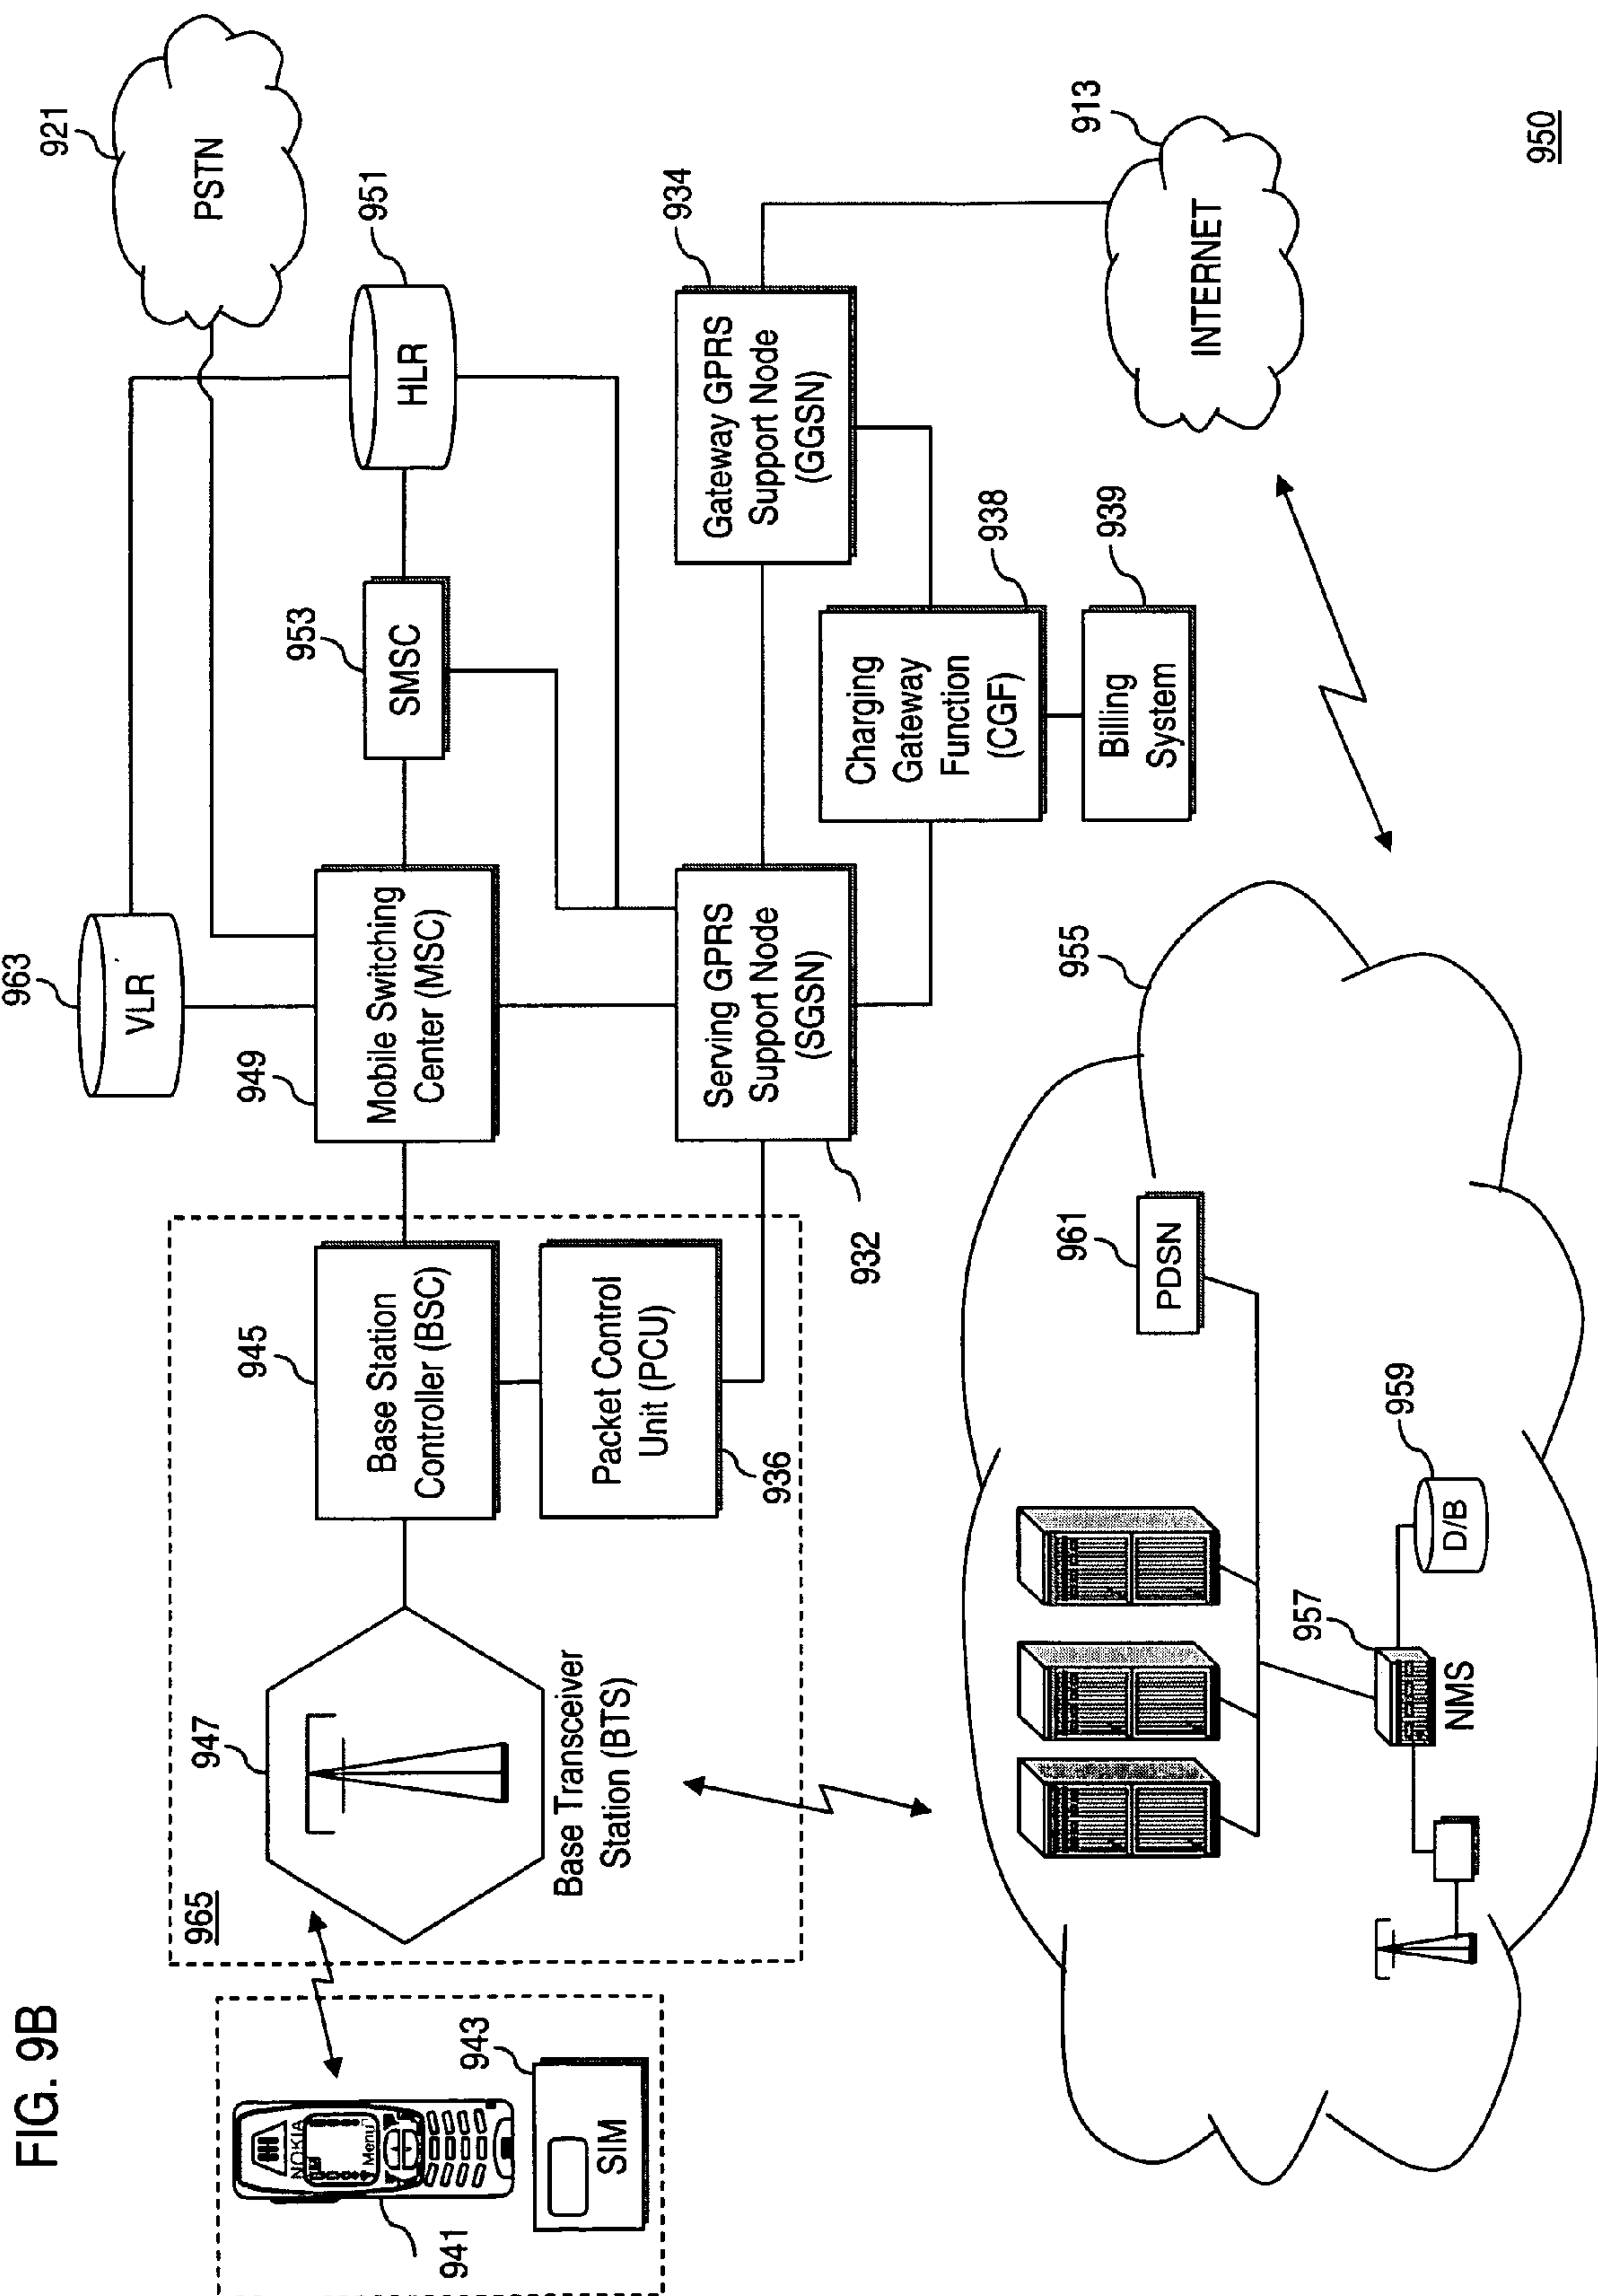 FIG. 9B
941
NOKIA
Menu
943
SIM
965
947
Base Transceiver
Station (BTS)
945
Base Station
Controller (BSC)
Packet Control
Unit (PCU)
936
963
VLR
949
Mobile Switching
Center (MSC)
Serving GPRS
Support Node
(SGSN)
932
953
SMSC
951
HLR
921
PSTN
934
Gateway GPRS
Support Node
(GGSN)
938
Charging
Gateway
Function
(CGF)
939
Billing
System
913
INTERNET
955
961
PDSN
957
NMS
959
D/B
950